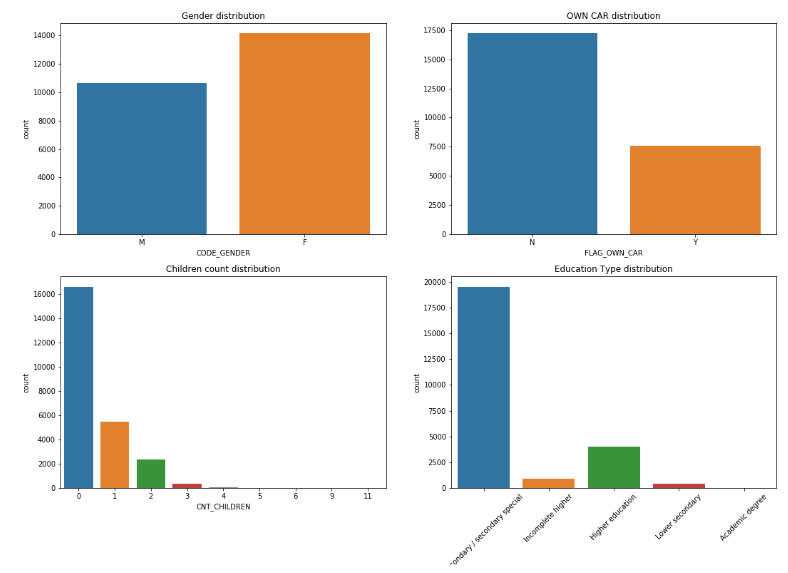 Gender distribution
14000
12000
10000
8000
6000
4000
2000
0
count
M F
CODE_GENDER
OWN CAR distribution
17500
15000
12500
10000
7500
5000
2500
0
count
N Y
FLAG_OWN_CAR
Children count distribution
16000
14000
12000
10000
8000
6000
4000
2000
0
count
0 1 2 3 4 5 6 9 11
CNT_CHILDREN
Education Type distribution
20000
17500
15000
12500
10000
7500
5000
2500
0
count
/ secondary special
Incomplete higher
Higher education
Lower secondary
Academic degree